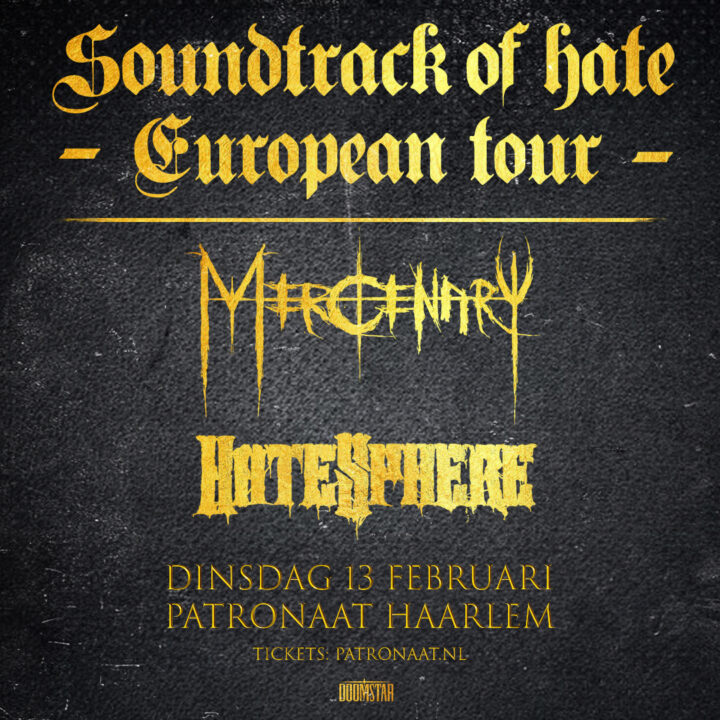 Soundtrack of hate
- European tour -
MERCENARY
HATESPHERE
DINSDAG 13 FEBRUARI
PATRONAAT HAARLEM
TICKETS: PATRONAAT.NL
DOOMSTAR